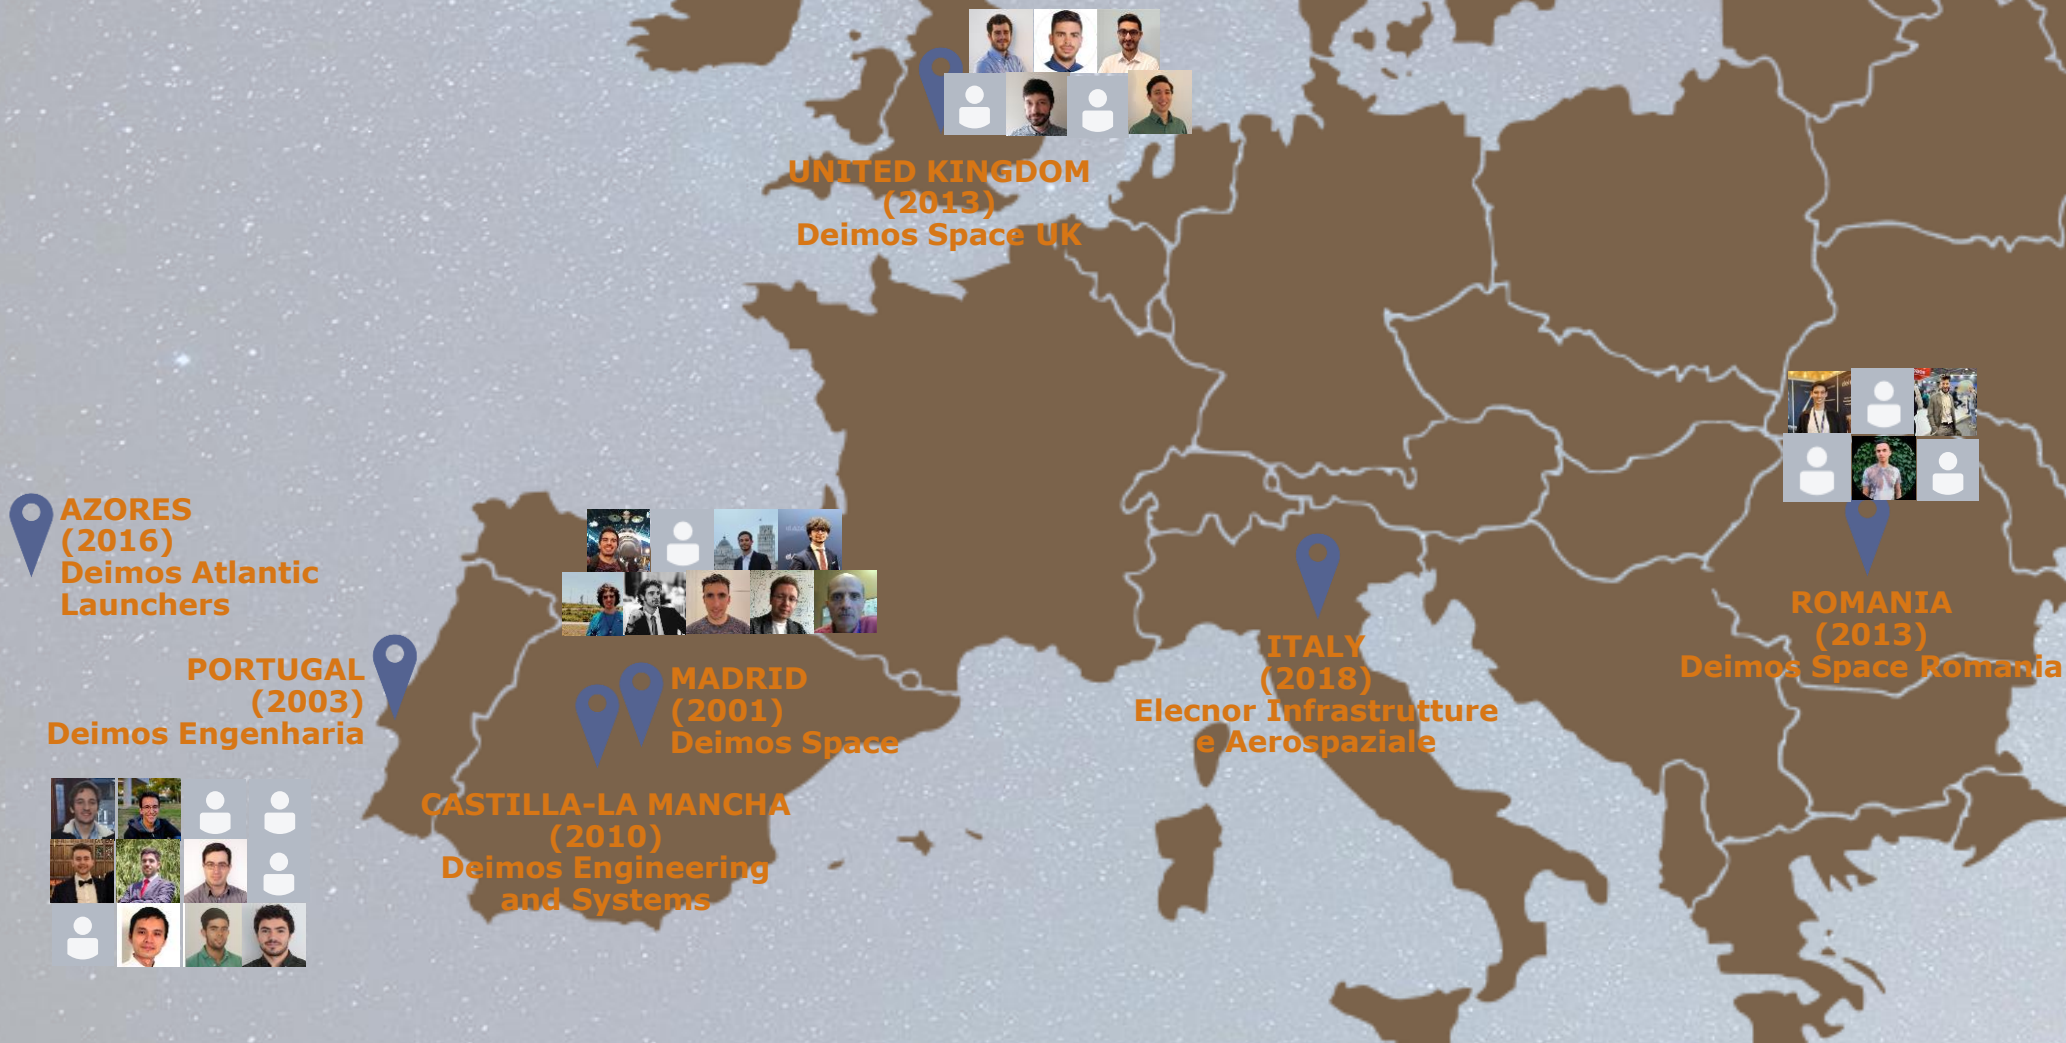 UNITED KINGDOM
(2013)
Deimos Space UK
AZORES
(2016)
Deimos Atlantic
Launchers
PORTUGAL
(2003)
Deimos Engenharia
MADRID
(2001)
Deimos Space
CASTILLA-LA MANCHA
(2010)
Deimos Engineering
and Systems
ITALY
(2018)
Elecnor Infrastrutture
e Aerospaziale
ROMANIA
(2013)
Deimos Space Romania